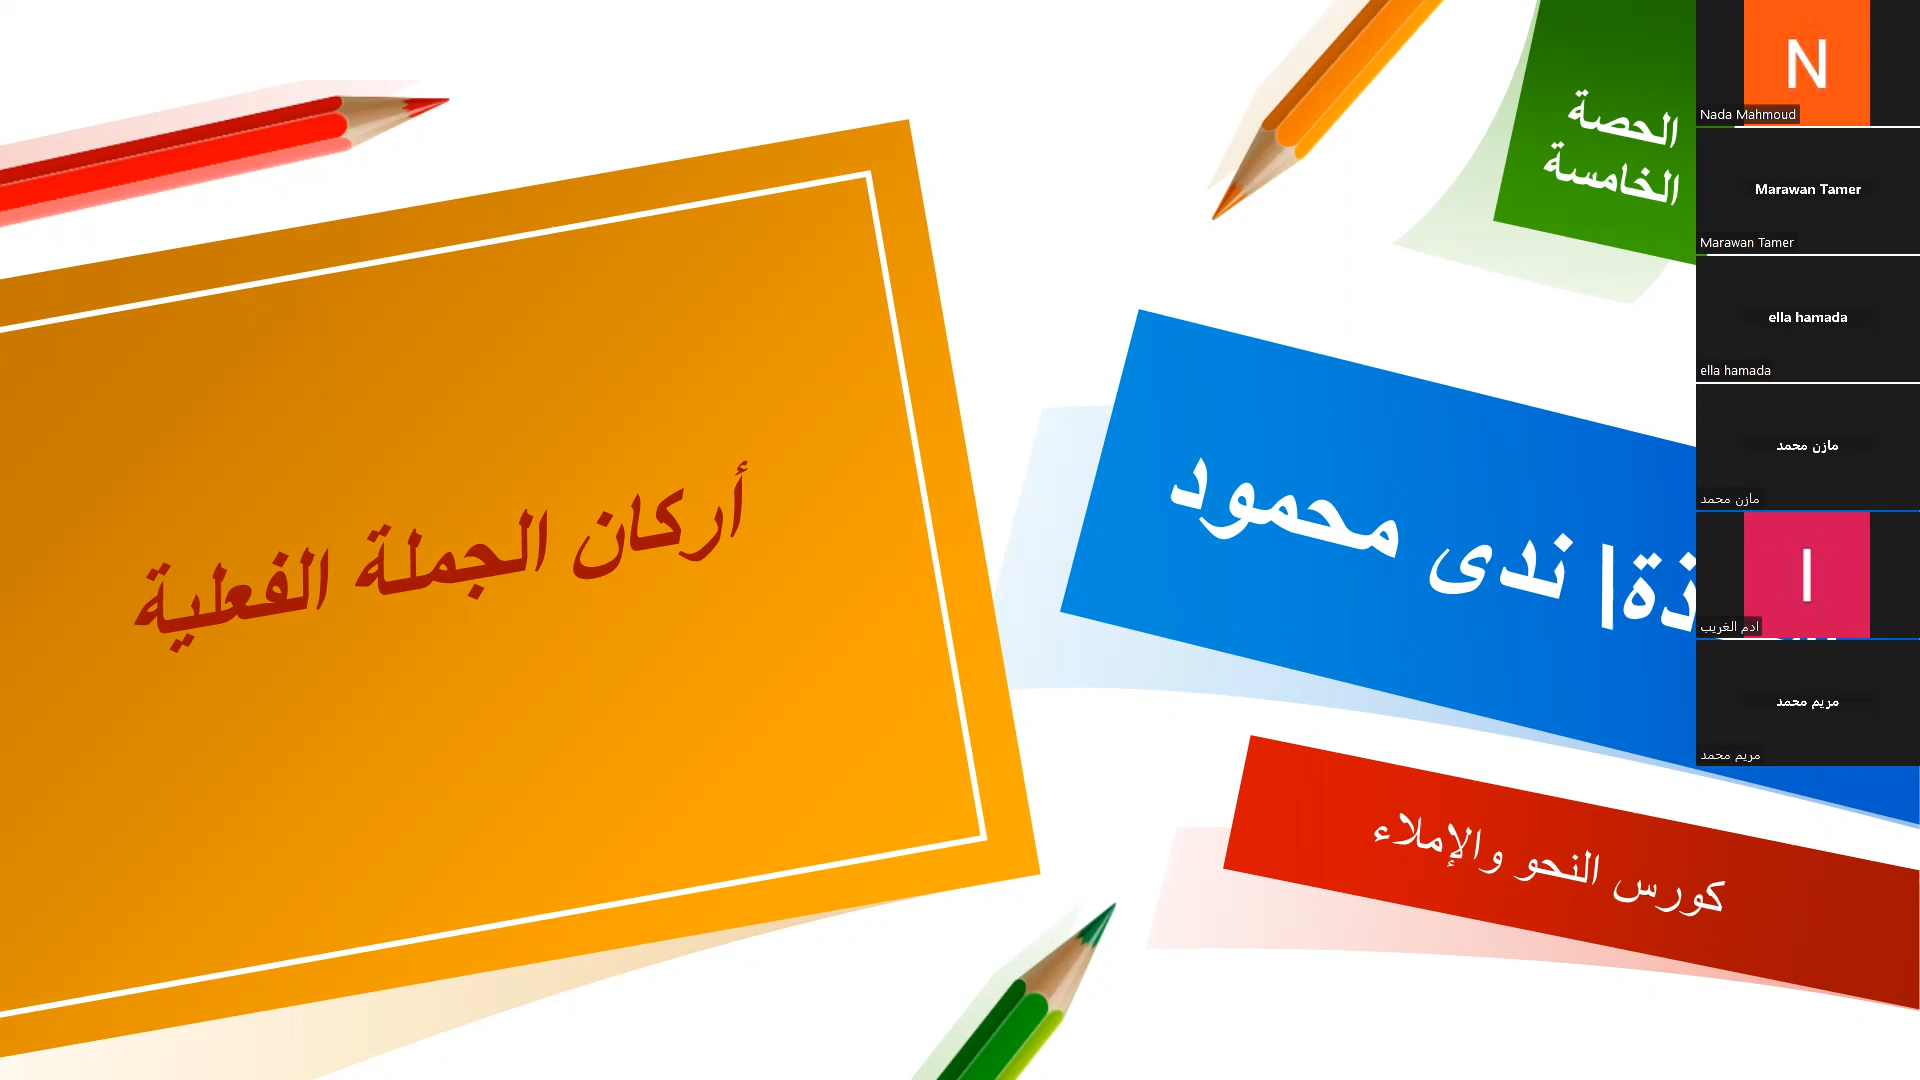 الحصة
الخامسة
أركان الجملة الفعلية
ندى محمود
كورس النحو والإملاء
N
Nada Mahmoud
Marawan Tamer
Marawan Tamer
ella hamada
ella hamada
مازن محمد
مازن محمد
ا
ادم الغريب
مريم محمد
مريم محمد